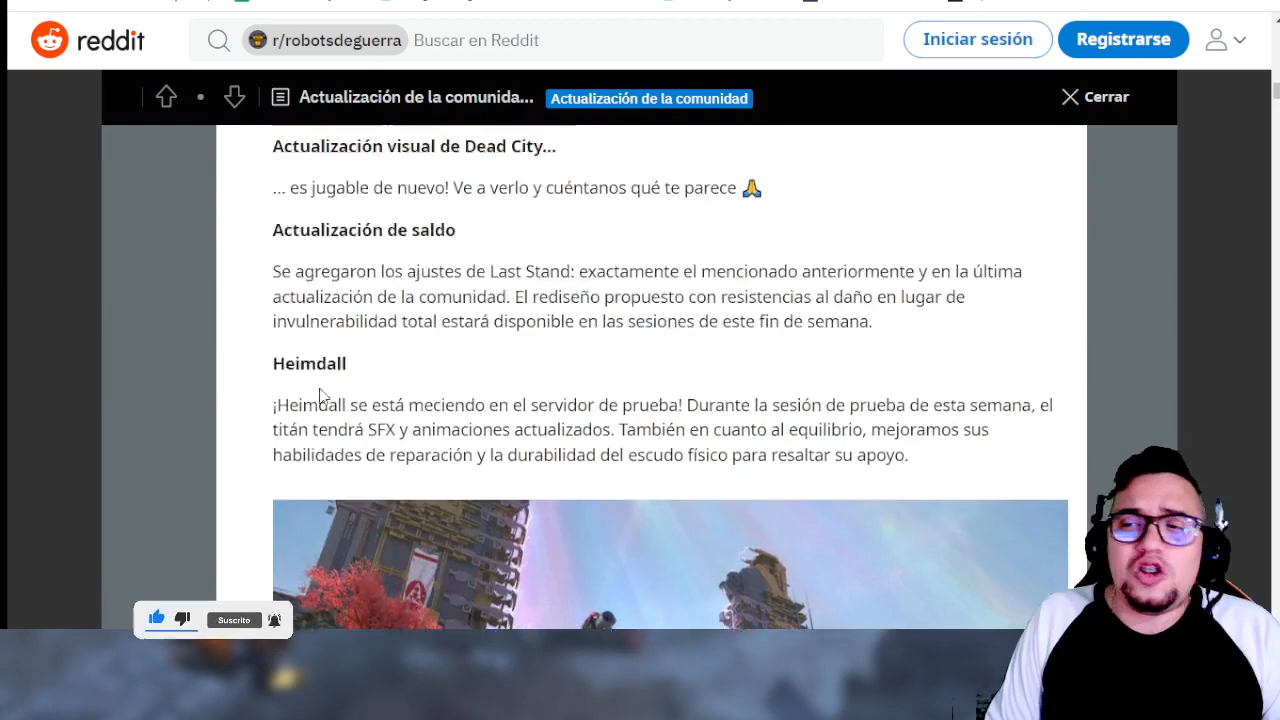 reddit
r/robotsdeguerra
Buscar en Reddit
Iniciar sesión
Registrarse
Actualización de la comunida...
Actualización de la comunidad
Cerrar
Actualización visual de Dead City...
... es jugable de nuevo! Ve a verlo y cuéntanos qué te parece 🙏
Actualización de saldo
Se agregaron los ajustes de Last Stand: exactamente el mencionado anteriormente y en la última
actualización de la comunidad. El rediseño propuesto con resistencias al daño en lugar de
invulnerabilidad total estará disponible en las sesiones de este fin de semana.
Heimdall
¡Heimdall se está meciendo en el servidor de prueba! Durante la sesión de prueba de esta semana, el
titán tendrá SFX y animaciones actualizados. También en cuanto al equilibrio, mejoramos sus
habilidades de reparación y la durabilidad del escudo físico para resaltar su apoyo.
Suscrito